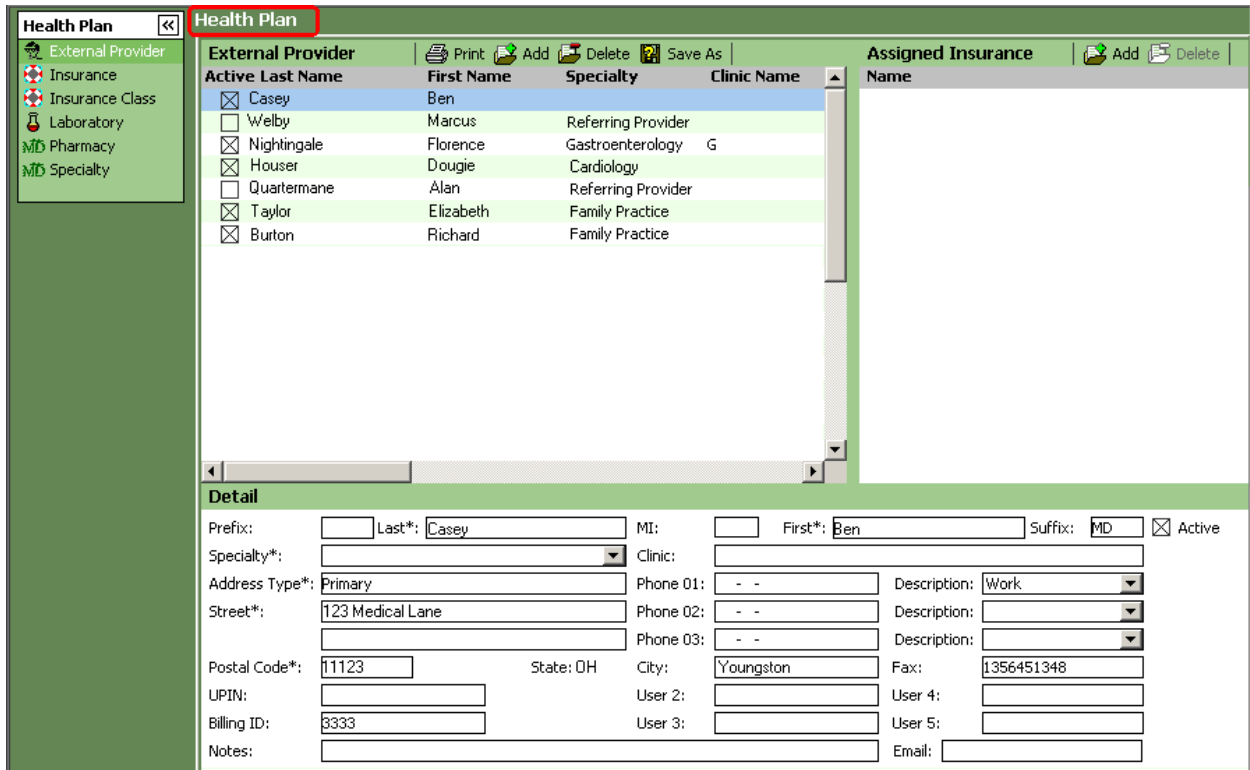 Health Plan
External Provider
Insurance
Insurance Class
Laboratory
MD Pharmacy
MD Specialty
Health Plan
External Provider Print Add Delete Save As
Active Last Name First Name Specialty Clinic Name
Casey Ben
Welby Marcus Referring Provider
Nightingale Florence Gastroenterology G
Houser Dougie Cardiology
Quartermane Alan Referring Provider
Taylor Elizabeth Family Practice
Burton Richard Family Practice
Assigned Insurance Add Delete
Name
Detail
Prefix: Last*: Casey MI: First*: Ben Suffix: MD Active
Specialty*: Clinic:
Address Type*: Primary Phone 01: - - Description: Work
Street*: 123 Medical Lane Phone 02: - - Description:
Phone 03: - - Description:
Postal Code*: 11123 State: OH City: Youngston Fax: 1356451348
UPIN: User 2: User 4:
Billing ID: 3333 User 3: User 5:
Notes: Email: